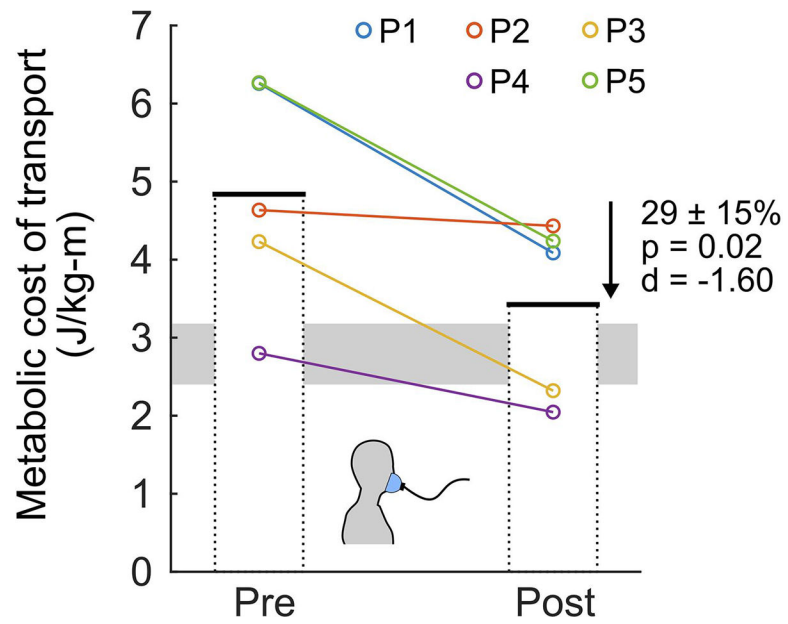 Metabolic cost of transport
(J/kg-m)
7
6
5
4
3
2
1
0
P1 P2 P3
P4 P5
29 ± 15%
p = 0.02
d = -1.60
Pre Post